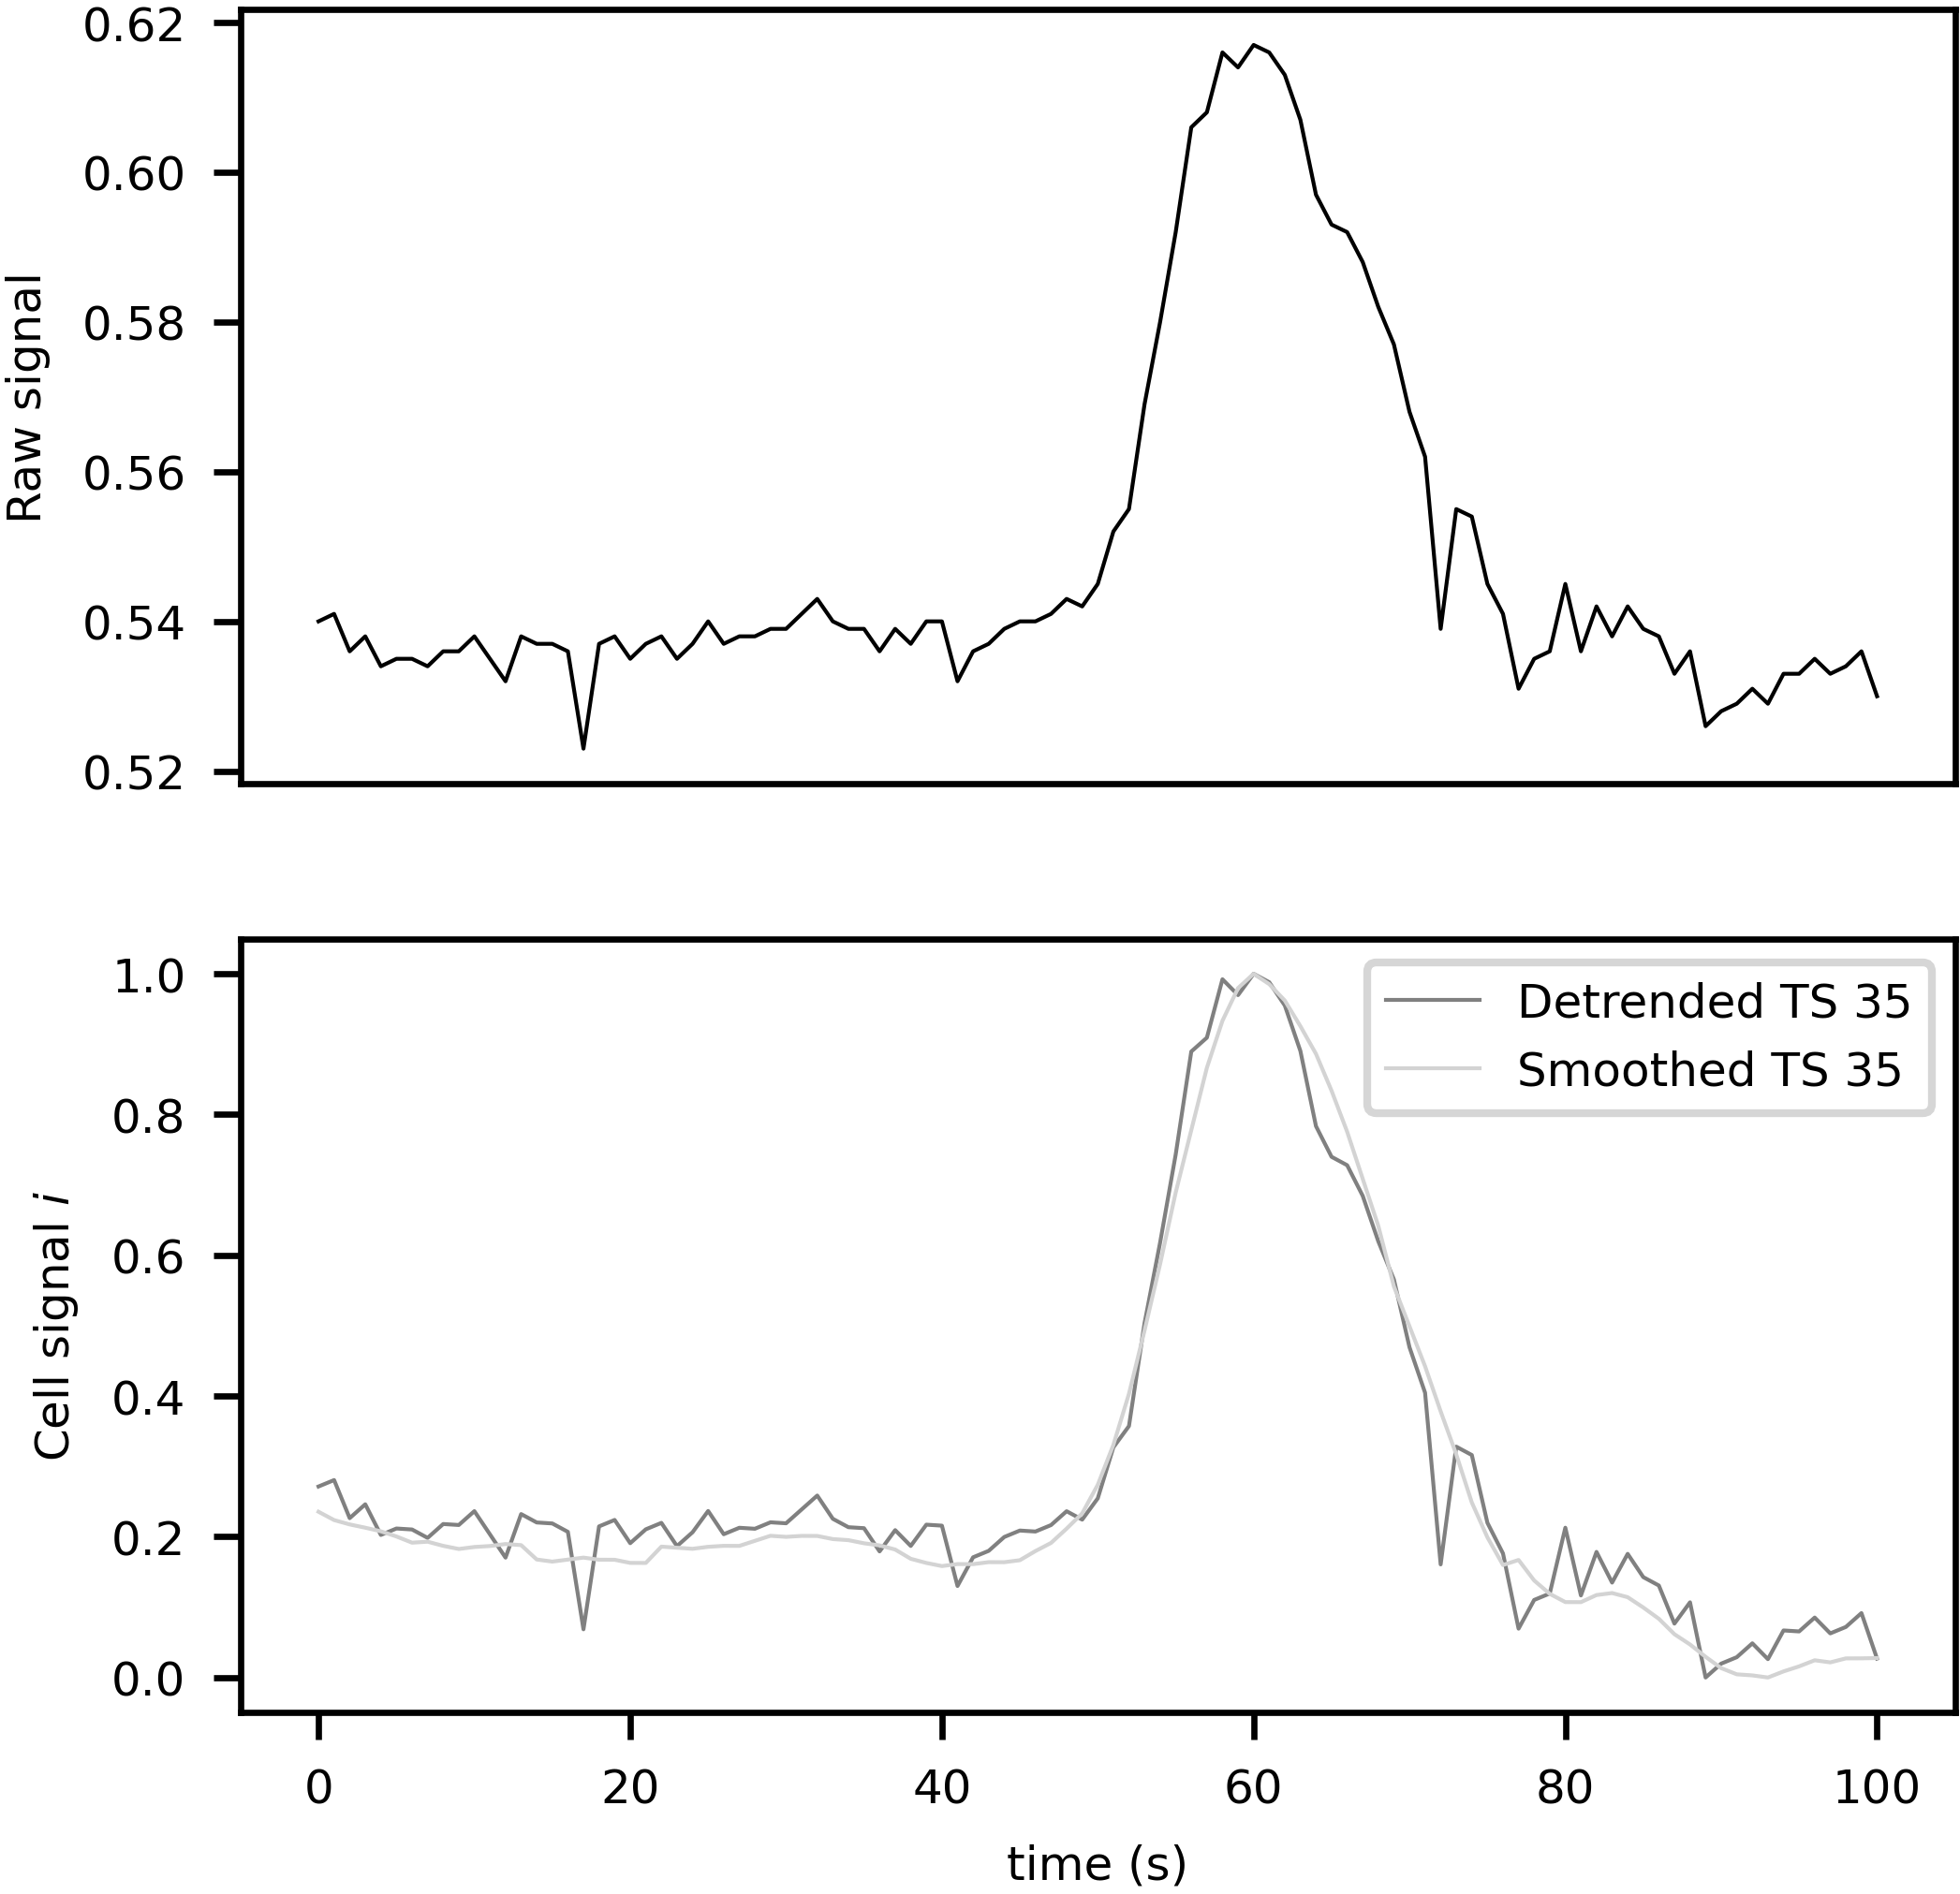 0.62
0.60
0.58
0.56
0.54
0.52
Raw signal
1.0
0.8
0.6
0.4
0.2
0.0
Cell signal i
Detrended TS 35
Smoothed TS 35
0 20 40 60 80 100
time (s)